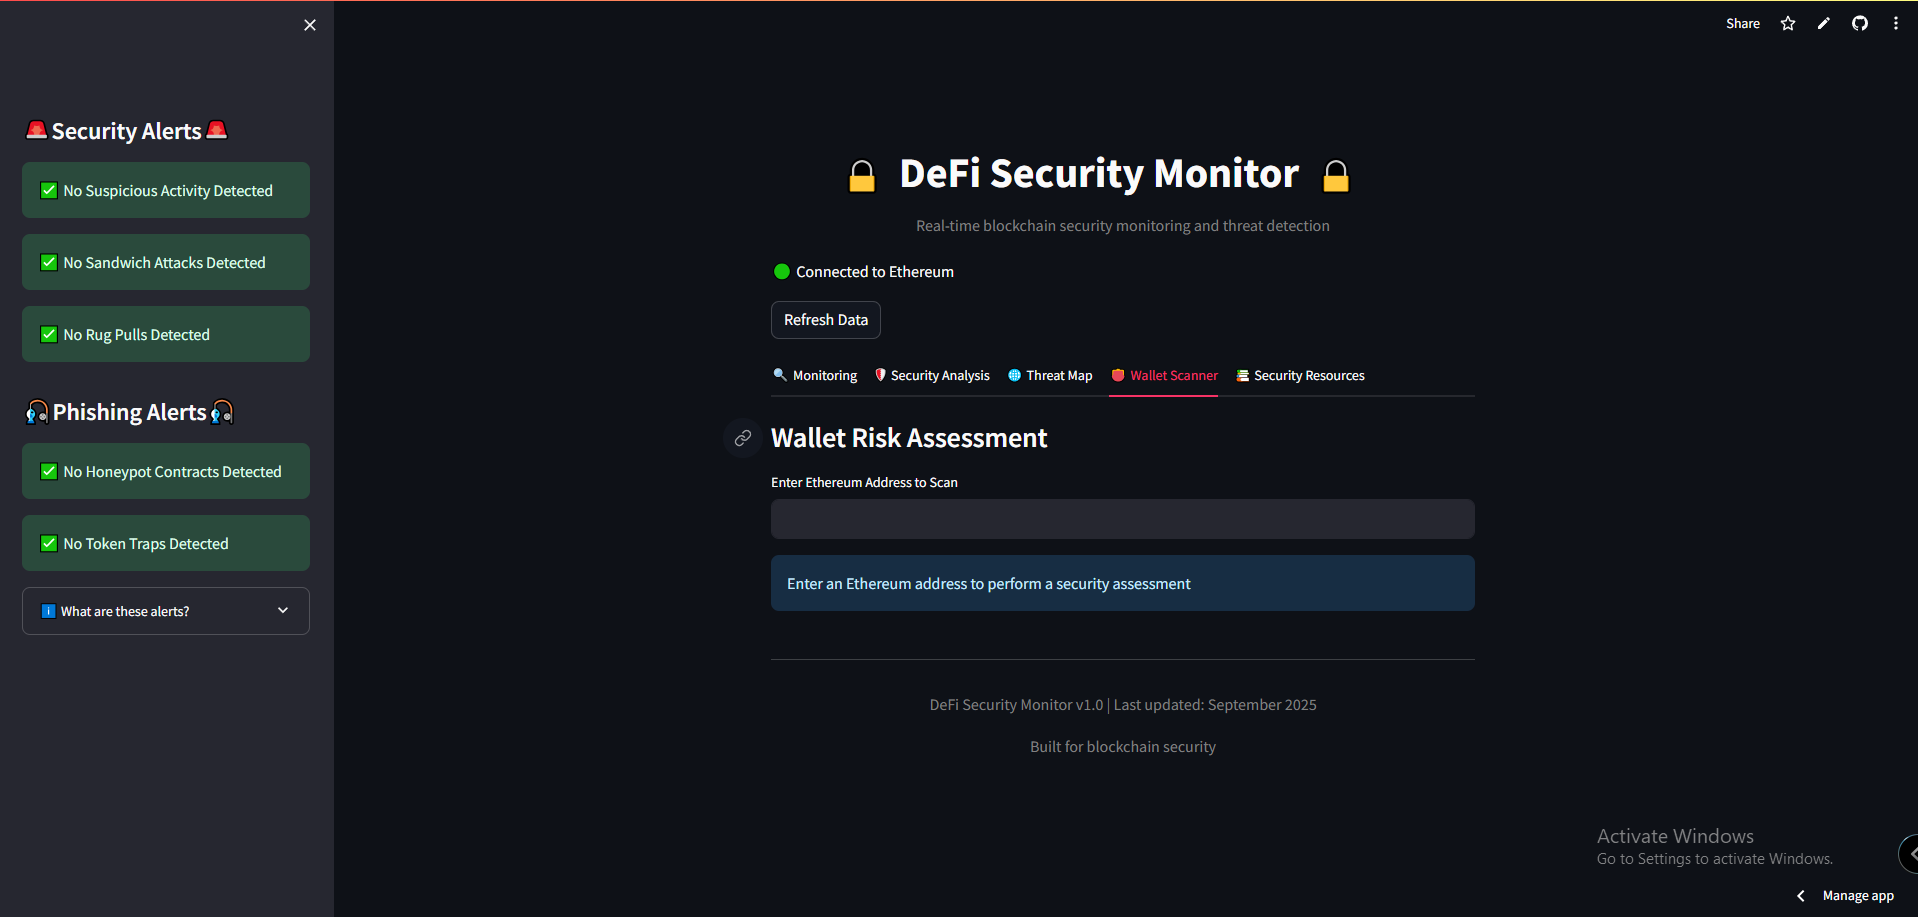 Share
🚨Security Alerts🚨
✅ No Suspicious Activity Detected
✅ No Sandwich Attacks Detected
✅ No Rug Pulls Detected
🎣Phishing Alerts🎣
✅ No Honeypot Contracts Detected
✅ No Token Traps Detected
ℹ️ What are these alerts?
🔒 DeFi Security Monitor 🔒
Real-time blockchain security monitoring and threat detection
🟢 Connected to Ethereum
Refresh Data
🔍 Monitoring 🛡️ Security Analysis 🌐 Threat Map 👛 Wallet Scanner 📚 Security Resources
Wallet Risk Assessment
Enter Ethereum Address to Scan
Enter an Ethereum address to perform a security assessment
DeFi Security Monitor v1.0 | Last updated: September 2025
Built for blockchain security
Activate Windows
Go to Settings to activate Windows.
Manage app